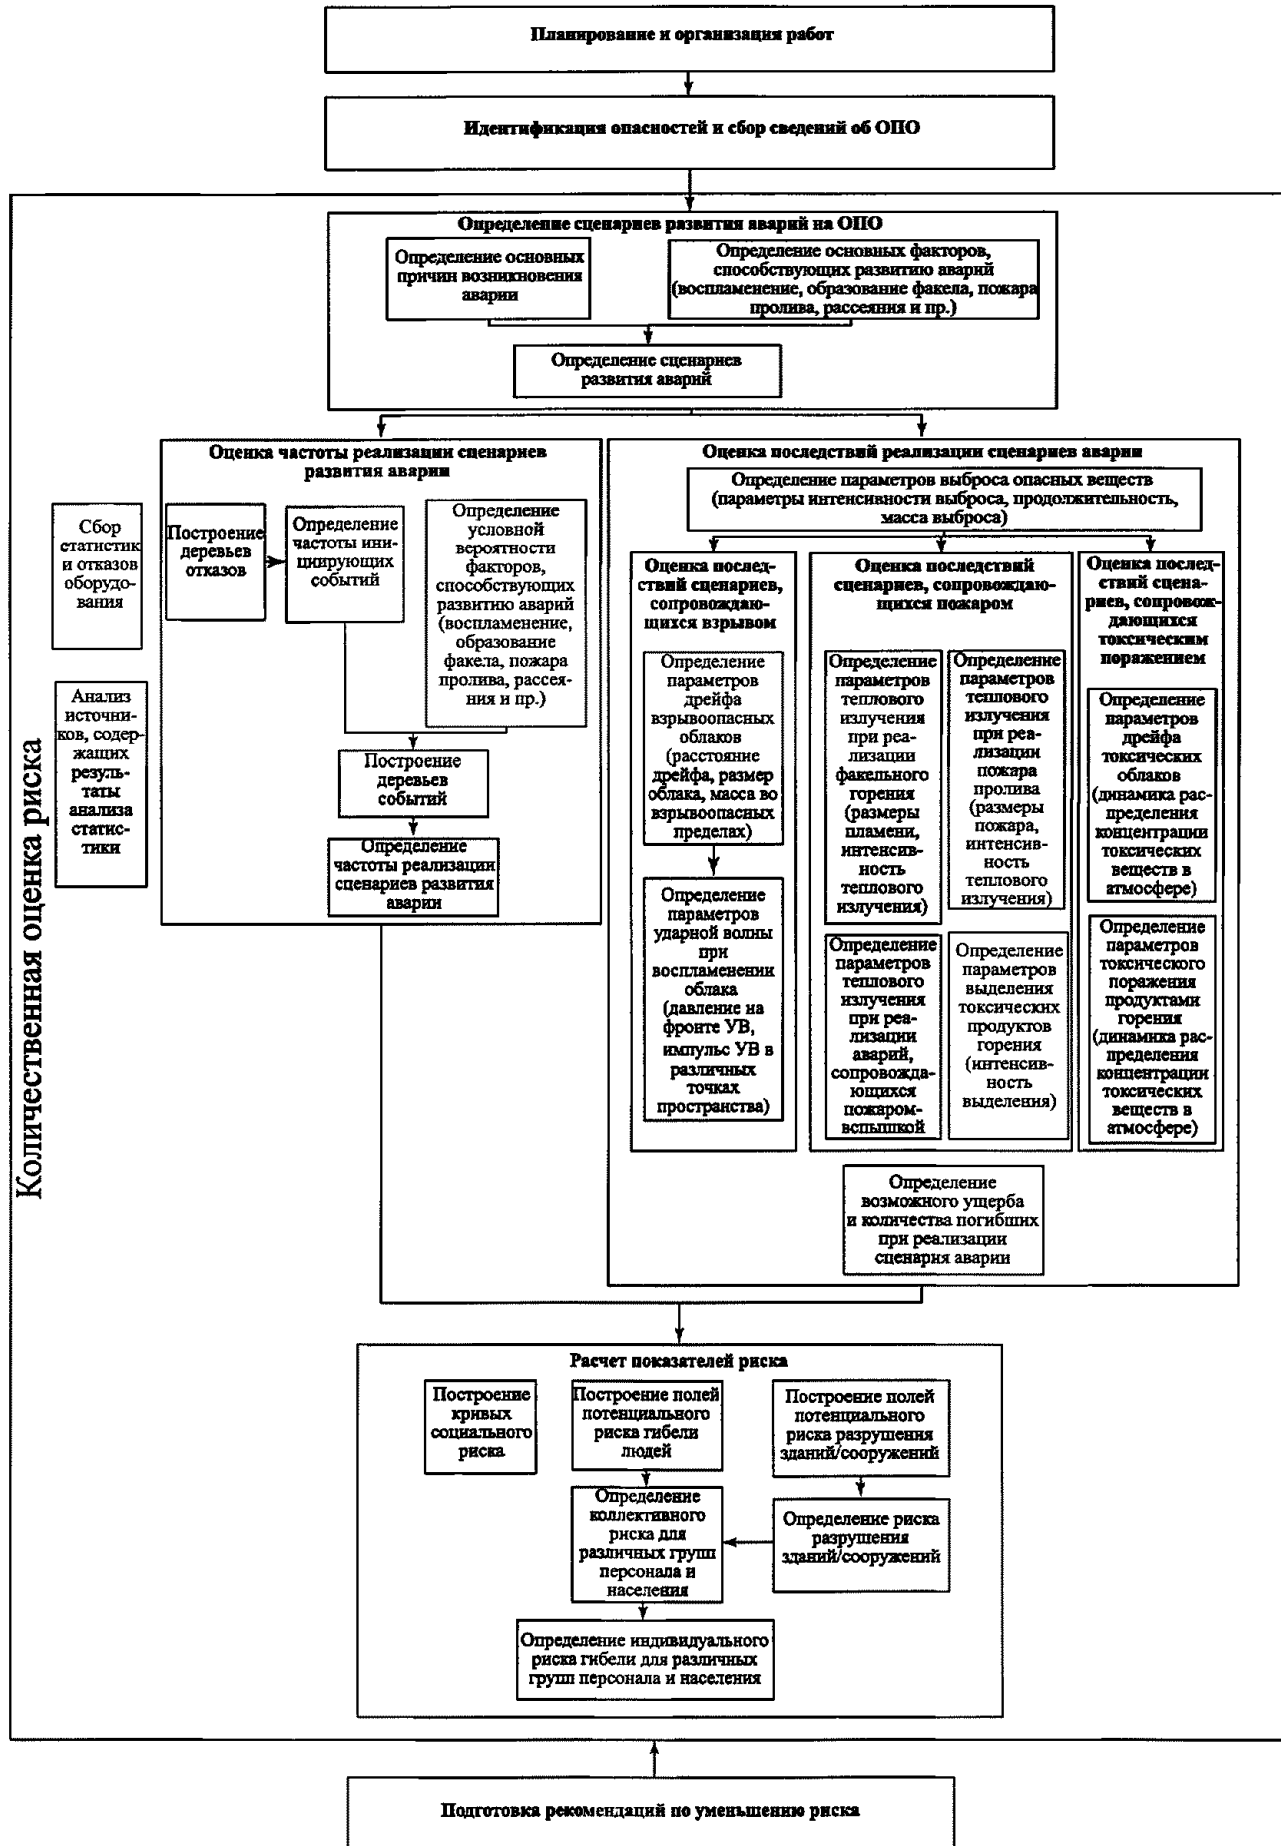 Планирование и организация работ
Идентификация опасностей и сбор сведений об ОПО
Количественная оценка риска
Определение сценариев развития аварий на ОПО
Определение основных
причин возникновения
аварии
Определение основных факторов,
способствующих развитию аварий
(воспламенение, образование факела, пожара
пролива, рассеяния и пр.)
Определение сценариев
развития аварий
Оценка частоты реализации сценариев
развития аварии
Сбор
статистик
и отказов
оборудо-
вания
Анализ
источни-
ков, содер-
жащих
резуль-
таты
анализа
статис-
тики
Построение
деревьев
отказов
Определение
частоты ини-
циирующих
событий
Определение
условной
вероятности
факторов,
способствующих
развитию аварий
(воспламенение,
образование
факела, пожара
пролива, рассея-
ния и пр.)
Построение
деревьев
событий
Определение
частоты реализации
сценариев развития
аварии
Оценка последствий реализации сценариев аварии
Определение параметров выброса опасных веществ
(параметры интенсивности выброса, продолжительность,
масса выброса)
Оценка послед-
ствий сценариев,
сопровождаю-
щихся взрывом
Определение
параметров
дрейфа
взрывоопасных
облаков
(расстояние
дрейфа, размер
облака, масса во
взрывоопасных
пределах)
Определение
параметров
ударной волны
при
воспламенении
облака
(давление на
фронте УВ,
импульс УВ в
различных
точках
пространства)
Оценка последствий
сценариев, сопровожда-
ющихся пожаром
Определение
параметров
теплового
излучения
при реа-
лизации
факельного
горения
(размеры
пламени,
интенсив-
ность
теплового
излучения)
Определение
параметров
теплового
излучения
при реа-
лизации
пожара
пролива
(размеры
пожара,
интенсив-
ность
теплового
излучения)
Определение
параметров
теплового
излучения
при реа-
лизации
аварий,
сопровожда-
ющихся
пожаром-
вспышкой
Определение
параметров
выделения
токсических
продуктов
горения
(интенсив-
ность
выделения)
Оценка послед-
ствий сцена-
риев, сопровож-
дающихся
токсическим
поражением
Определение
параметров
дрейфа
токсических
облаков
(динамика рас-
пределения
концентрации
токсических
веществ в
атмосфере)
Определение
параметров
токсического
поражения
продуктами
горения
(динамика рас-
пределения
концентрации
токсических
веществ в
атмосфере)
Определение
возможного ущерба
и количества погибших
при реализации
сценария аварии
Расчет показателей риска
Построение
кривых
социального
риска
Построение полей
потенциального
риска гибели
людей
Построение полей
потенциального
риска разрушения
зданий/сооружений
Определение
коллективного
риска для
различных групп
персонала и
населения
Определение риска
разрушения
зданий/сооружений
Определение индивидуального
риска гибели для различных
групп персонала и населения
Подготовка рекомендаций по уменьшению риска